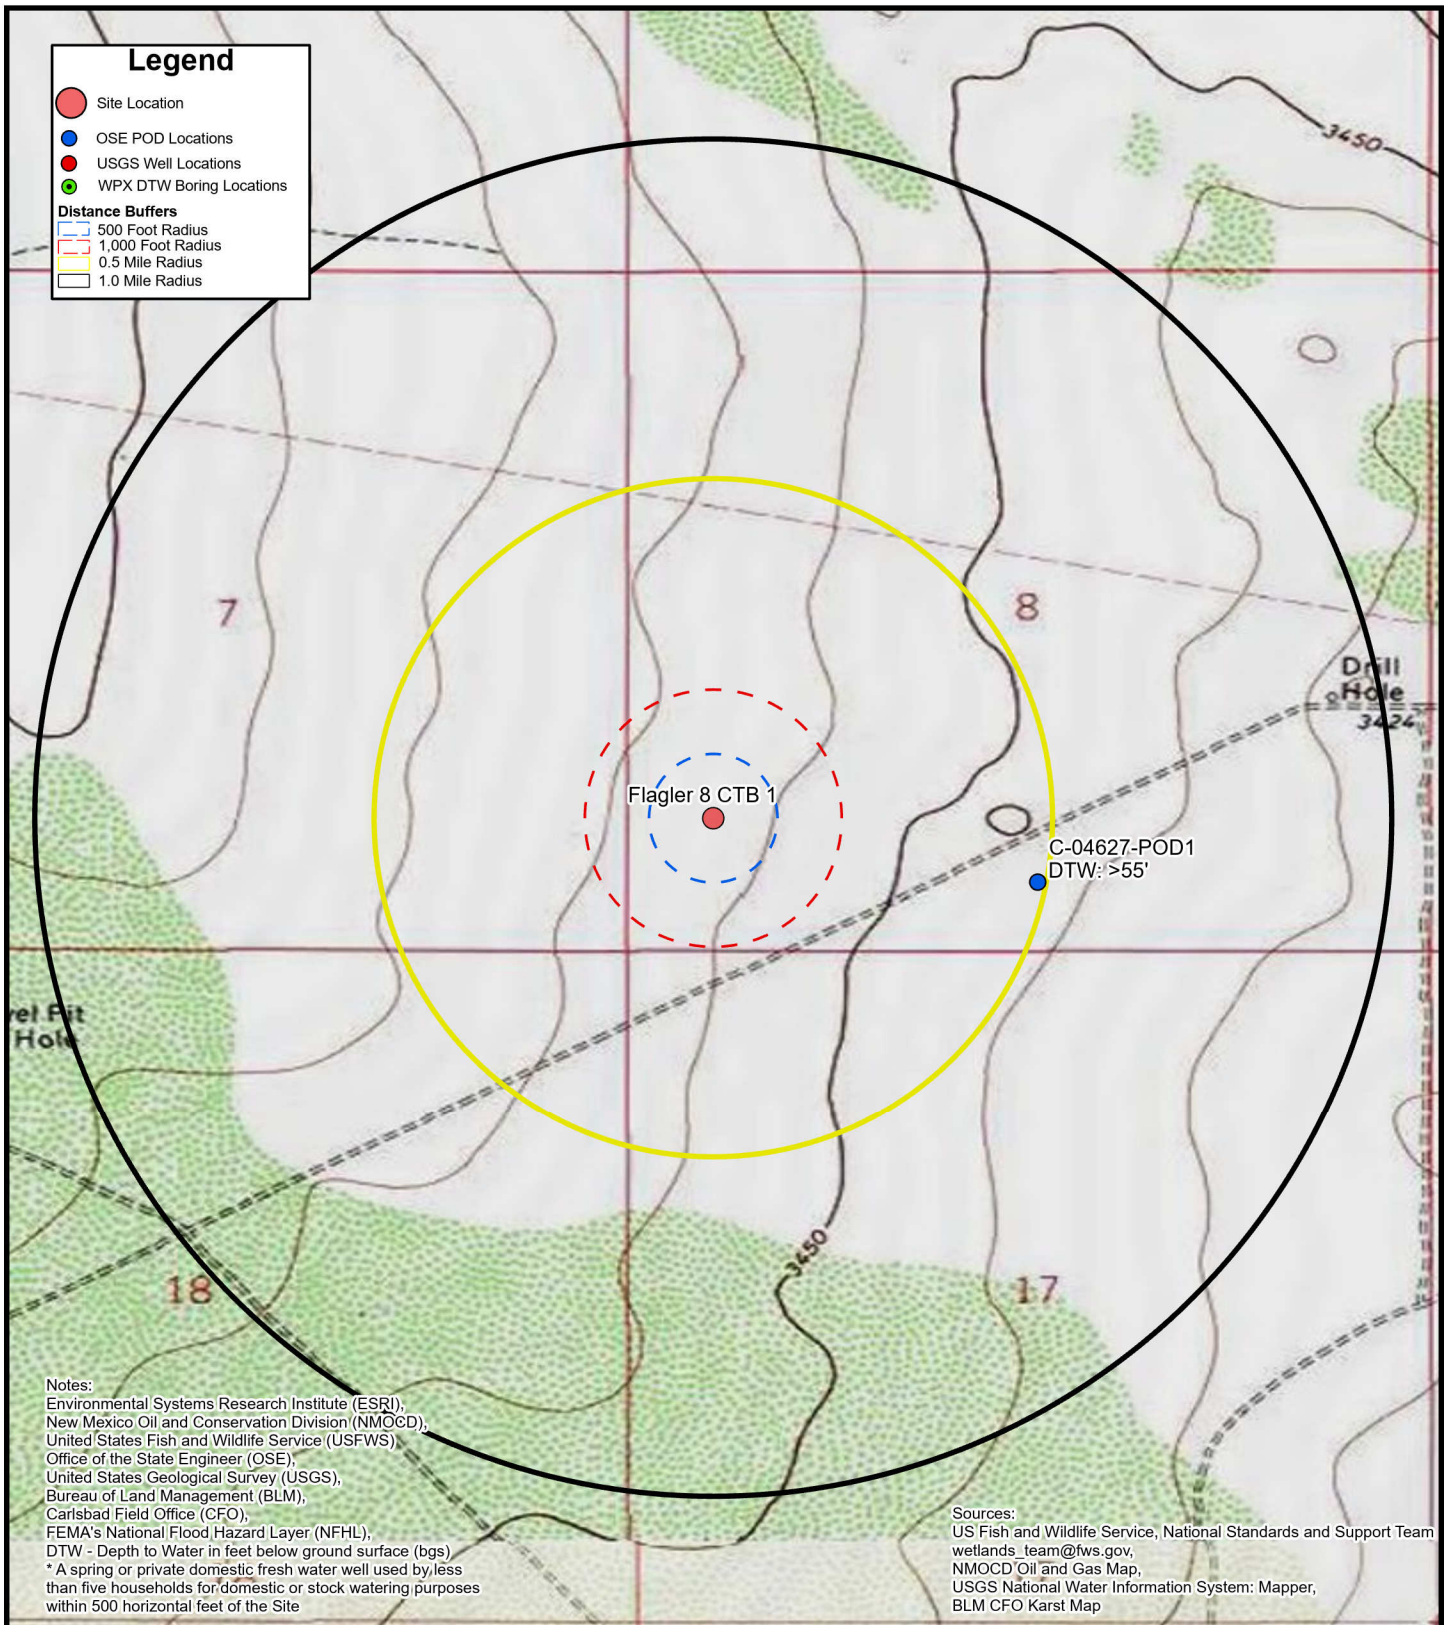 Legend
Site Location
OSE POD Locations
USGS Well Locations
WPX DTW Boring Locations
Distance Buffers
500 Foot Radius
1,000 Foot Radius
0.5 Mile Radius
1.0 Mile Radius
3450
7
8
Drill
Hole
3424
Flagler 8 CTB 1
C-04627-POD1
DTW: >55'
Pit
Hole
3450
18
17
Notes:
Environmental Systems Research Institute (ESRI),
New Mexico Oil and Conservation Division (NMOCD),
United States Fish and Wildlife Service (USFWS)
Office of the State Engineer (OSE),
United States Geological Survey (USGS),
Bureau of Land Management (BLM),
Carlsbad Field Office (CFO),
FEMA's National Flood Hazard Layer (NFHL),
DTW - Depth to Water in feet below ground surface (bgs)
* A spring or private domestic fresh water well used by less
than five households for domestic or stock watering purposes
within 500 horizontal feet of the Site
Sources:
US Fish and Wildlife Service, National Standards and Support Team
wetlands_team@fws.gov,
NMOCD Oil and Gas Map,
USGS National Water Information System: Mapper,
BLM CFO Karst Map